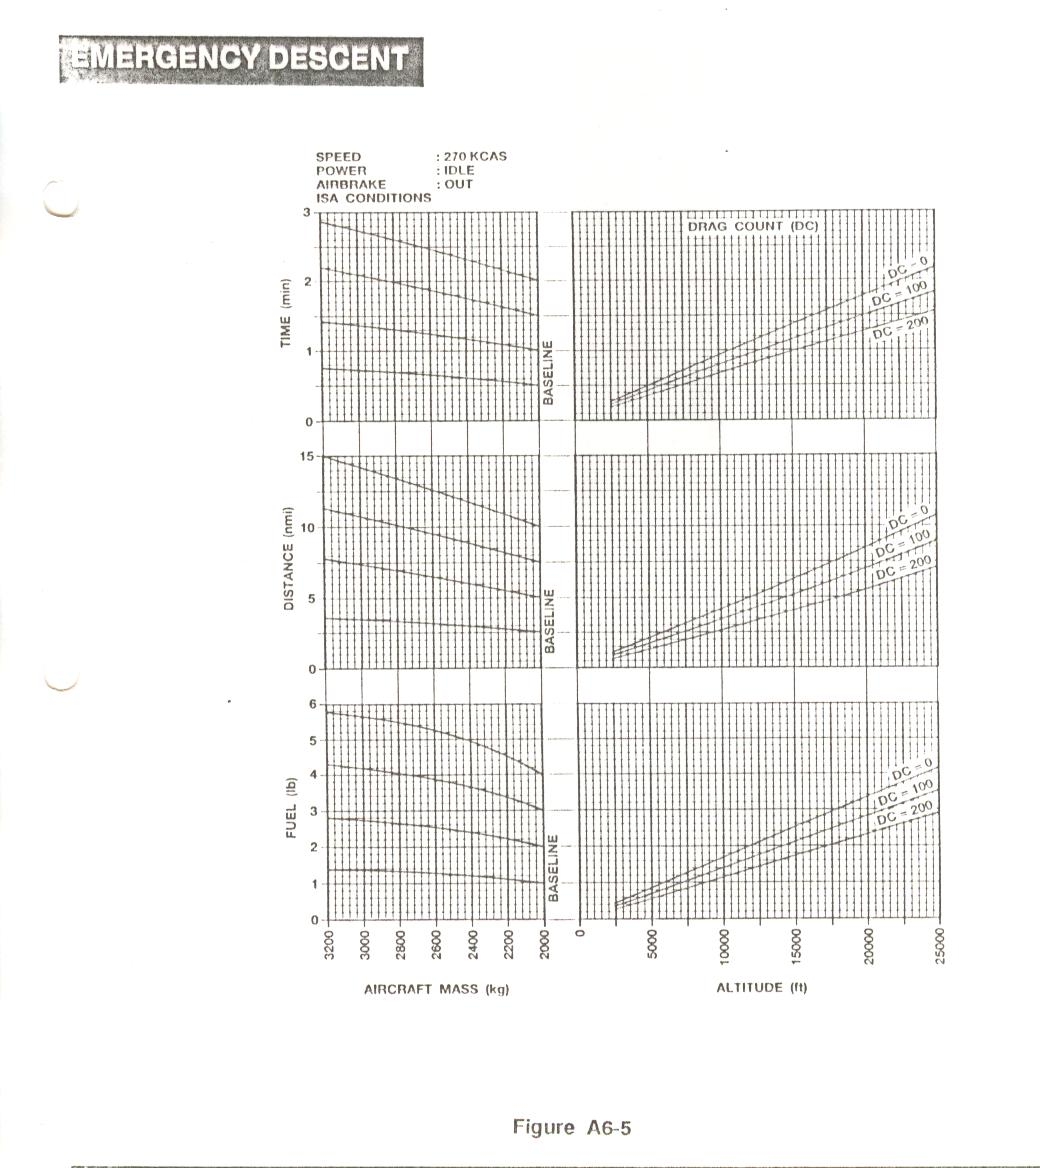 EMERGENCY DESCENT
SPEED : 270 KCAS
POWER : IDLE
AIRBRAKE : OUT
ISA CONDITIONS
DRAG COUNT (DC)
3
2
1
0
TIME (min)
BASELINE
DC = 0
DC = 100
DC = 200
15
10
5
0
DISTANCE (nmi)
BASELINE
DC = 0
DC = 100
DC = 200
6
5
4
3
2
1
0
FUEL (lb)
BASELINE
DC = 0
DC = 100
DC = 200
3200 3000 2800 2600 2400 2200 2000
0 5000 10000 15000 20000 25000
AIRCRAFT MASS (kg)
ALTITUDE (ft)
Figure A6-5